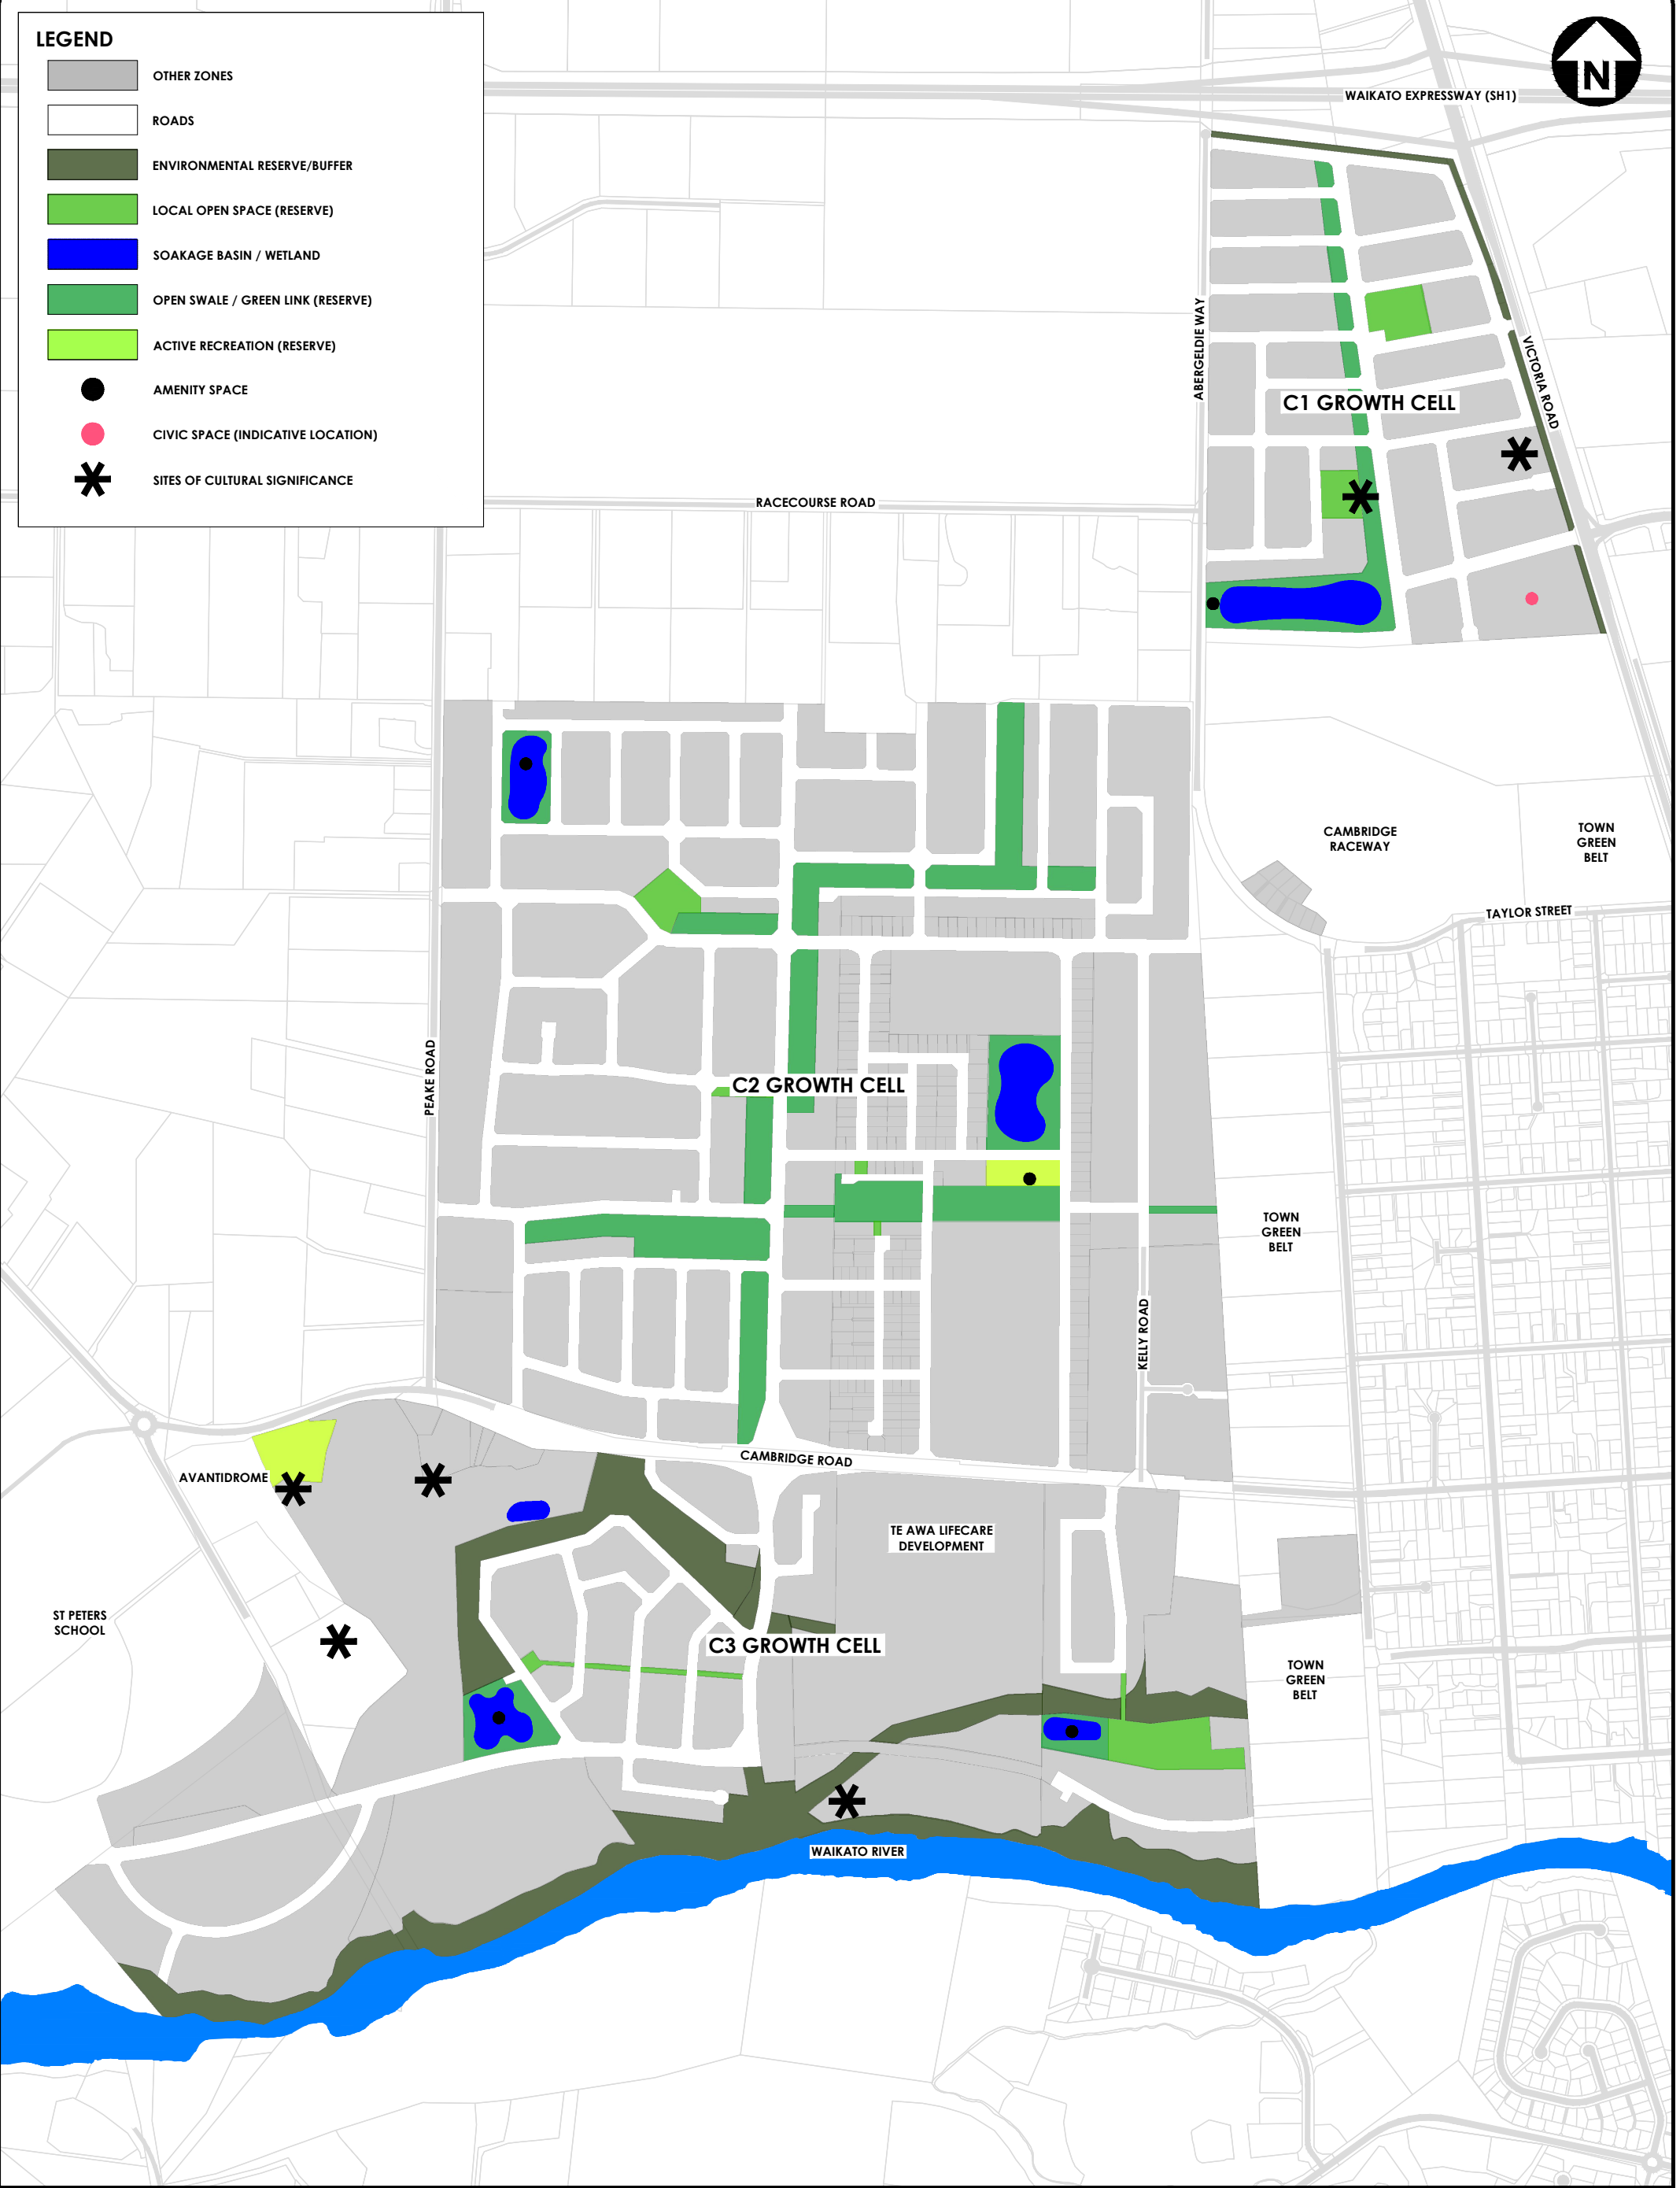 LEGEND
OTHER ZONES
ROADS
ENVIRONMENTAL RESERVE/BUFFER
LOCAL OPEN SPACE (RESERVE)
SOAKAGE BASIN / WETLAND
OPEN SWALE / GREEN LINK (RESERVE)
ACTIVE RECREATION (RESERVE)
AMENITY SPACE
CIVIC SPACE (INDICATIVE LOCATION)
SITES OF CULTURAL SIGNIFICANCE
N
WAIKATO EXPRESSWAY (SH1)
ABERGELDIE WAY
VICTORIA ROAD
C1 GROWTH CELL
RACECOURSE ROAD
CAMBRIDGE
RACEWAY
TOWN
GREEN
BELT
TAYLOR STREET
PEAKE ROAD
C2 GROWTH CELL
TOWN
GREEN
BELT
KELLY ROAD
CAMBRIDGE ROAD
AVANTIDROME
TE AWA LIFECARE
DEVELOPMENT
ST PETERS
SCHOOL
C3 GROWTH CELL
TOWN
GREEN
BELT
WAIKATO RIVER